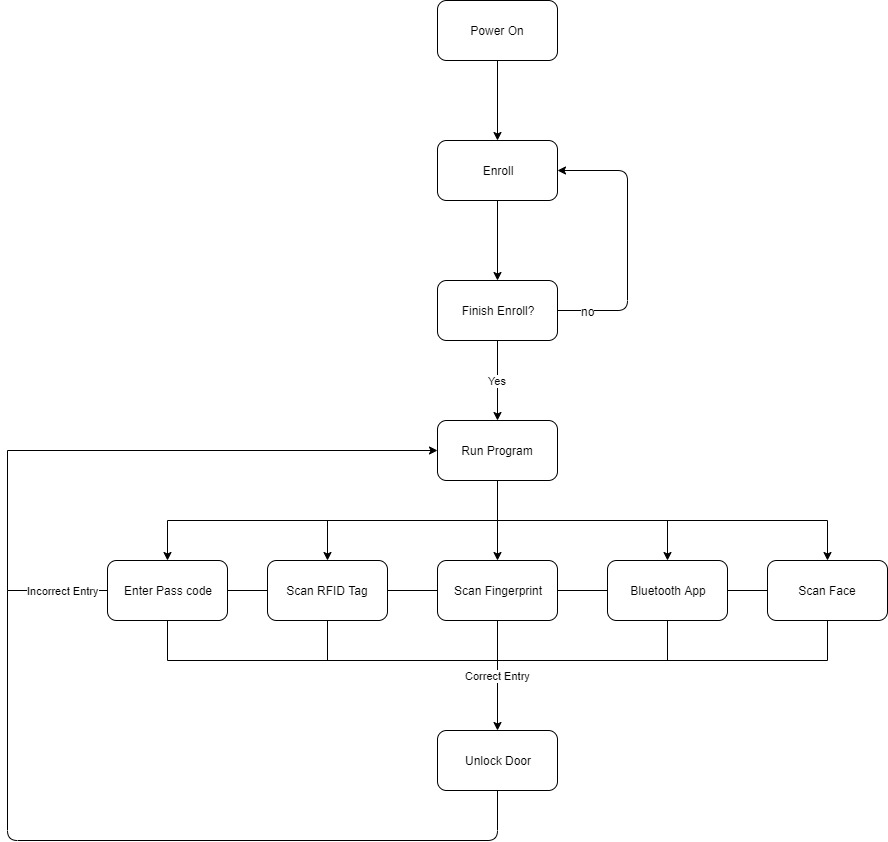 Power On
Enroll
Finish Enroll?
no
Yes
Run Program
Incorrect Entry
Enter Pass code
Scan RFID Tag
Scan Fingerprint
Bluetooth App
Scan Face
Correct Entry
Unlock Door